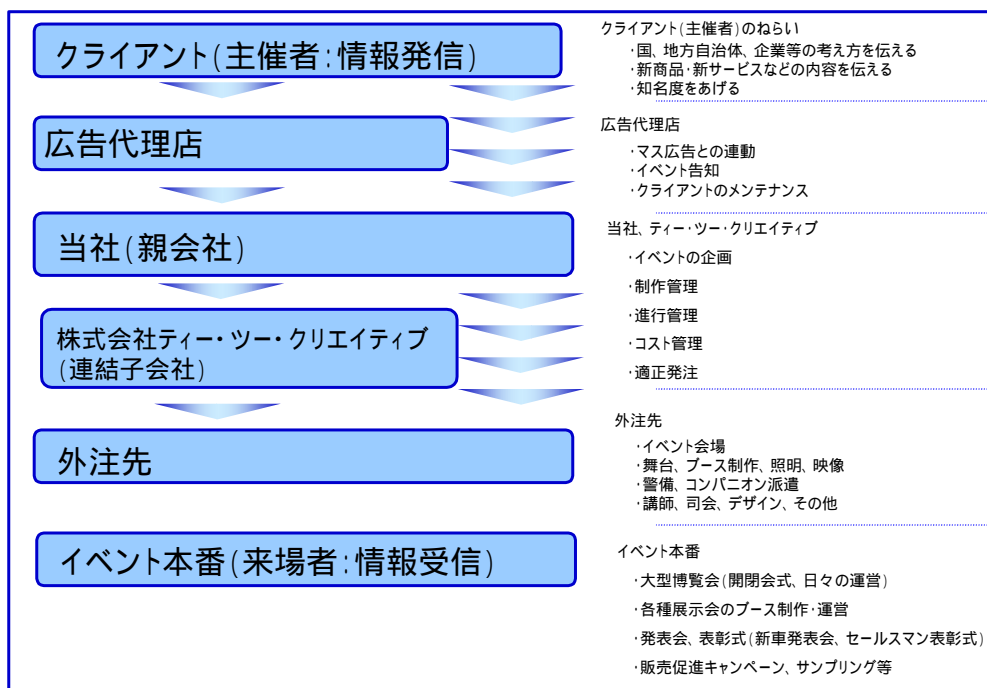 クライアント(主催者:情報発信)
広告代理店
当社(親会社)
株式会社ティー・ツー・クリエイティブ
(連結子会社)
外注先
イベント本番(来場者:情報受信)
クライアント(主催者)のねらい
・国、地方自治体、企業等の考え方を伝える
・新商品・新サービスなどの内容を伝える
・知名度をあげる
広告代理店
・マス広告との連動
・イベント告知
・クライアントのメンテナンス
当社、ティー・ツー・クリエイティブ
・イベントの企画
・制作管理
・進行管理
・コスト管理
・適正発注
外注先
・イベント会場
・舞台、ブース制作、照明、映像
・警備、コンパニオン派遣
・講師、司会、デザイン、その他
イベント本番
・大型博覧会(開閉会式、日々の運営)
・各種展示会のブース制作・運営
・発表会、表彰式(新車発表会、セールスマン表彰式)
・販売促進キャンペーン、サンプリング等